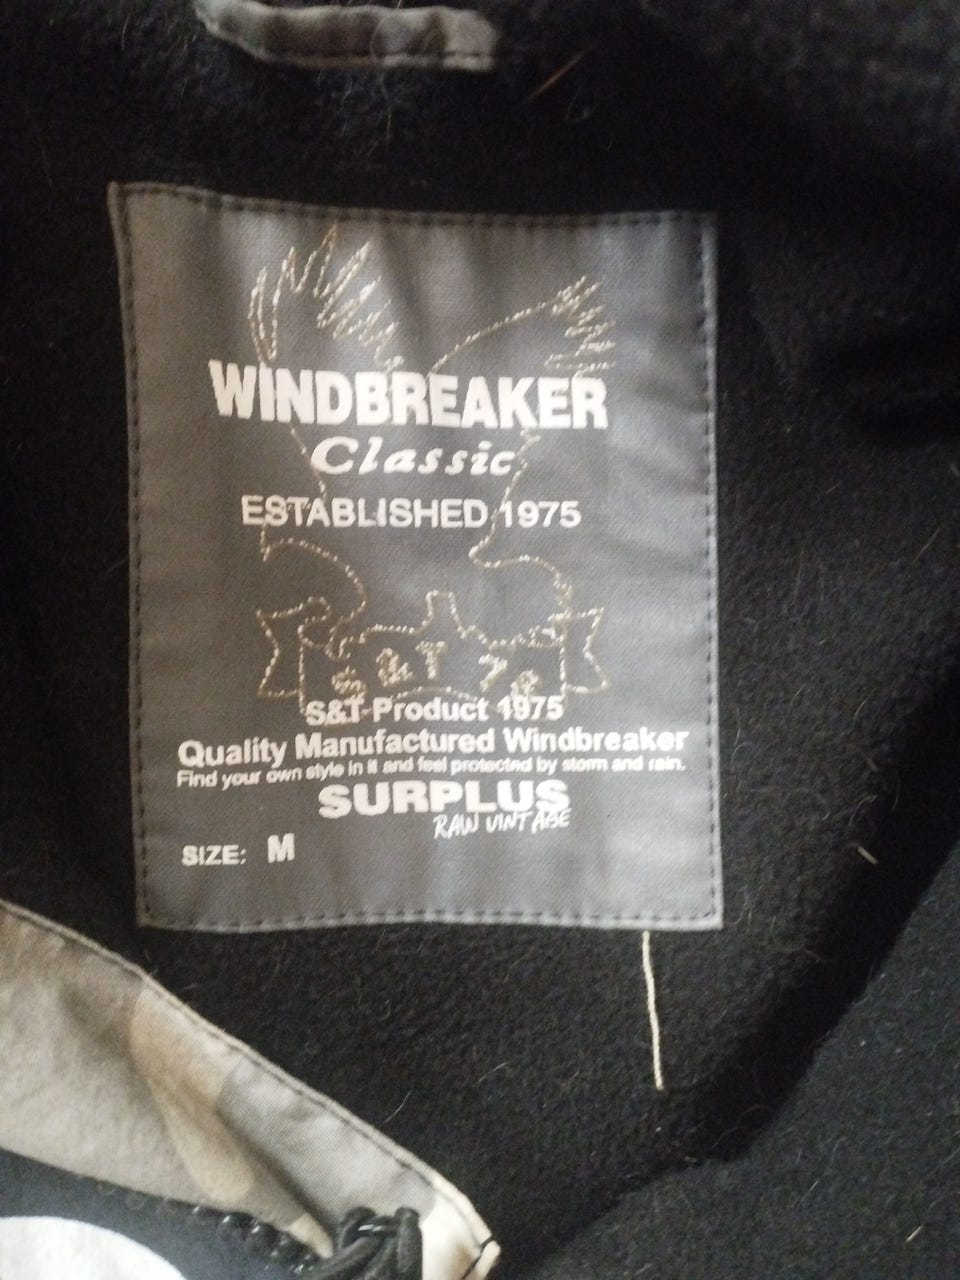 WINDBREAKER
Classic
ESTABLISHED 1975
S&T 75
S&T-Product 1975
Quality Manufactured Windbreaker
Find your own style in it and feel protected by storm and rain.
SURPLUS
RAW VINTAGE
SIZE: M